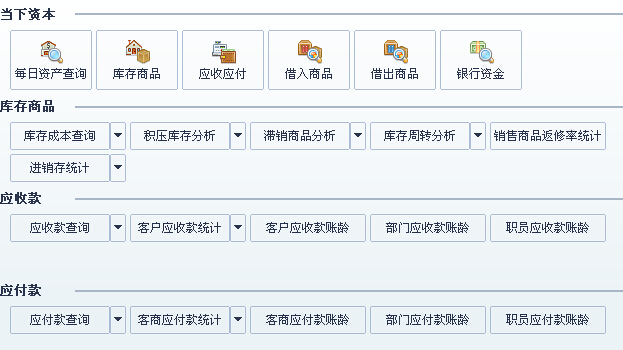 当下资本
每日资产查询 库存商品 应收应付 借入商品 借出商品 银行资金
库存商品
库存成本查询 积压库存分析 滞销商品分析 库存周转分析 销售商品返修率统计
进销存统计
应收款
应收款查询 客户应收款统计 客户应收款账龄 部门应收款账龄 职员应收款账龄
应付款
应付款查询 客商应付款统计 客商应付款账龄 部门应付款账龄 职员应付款账龄